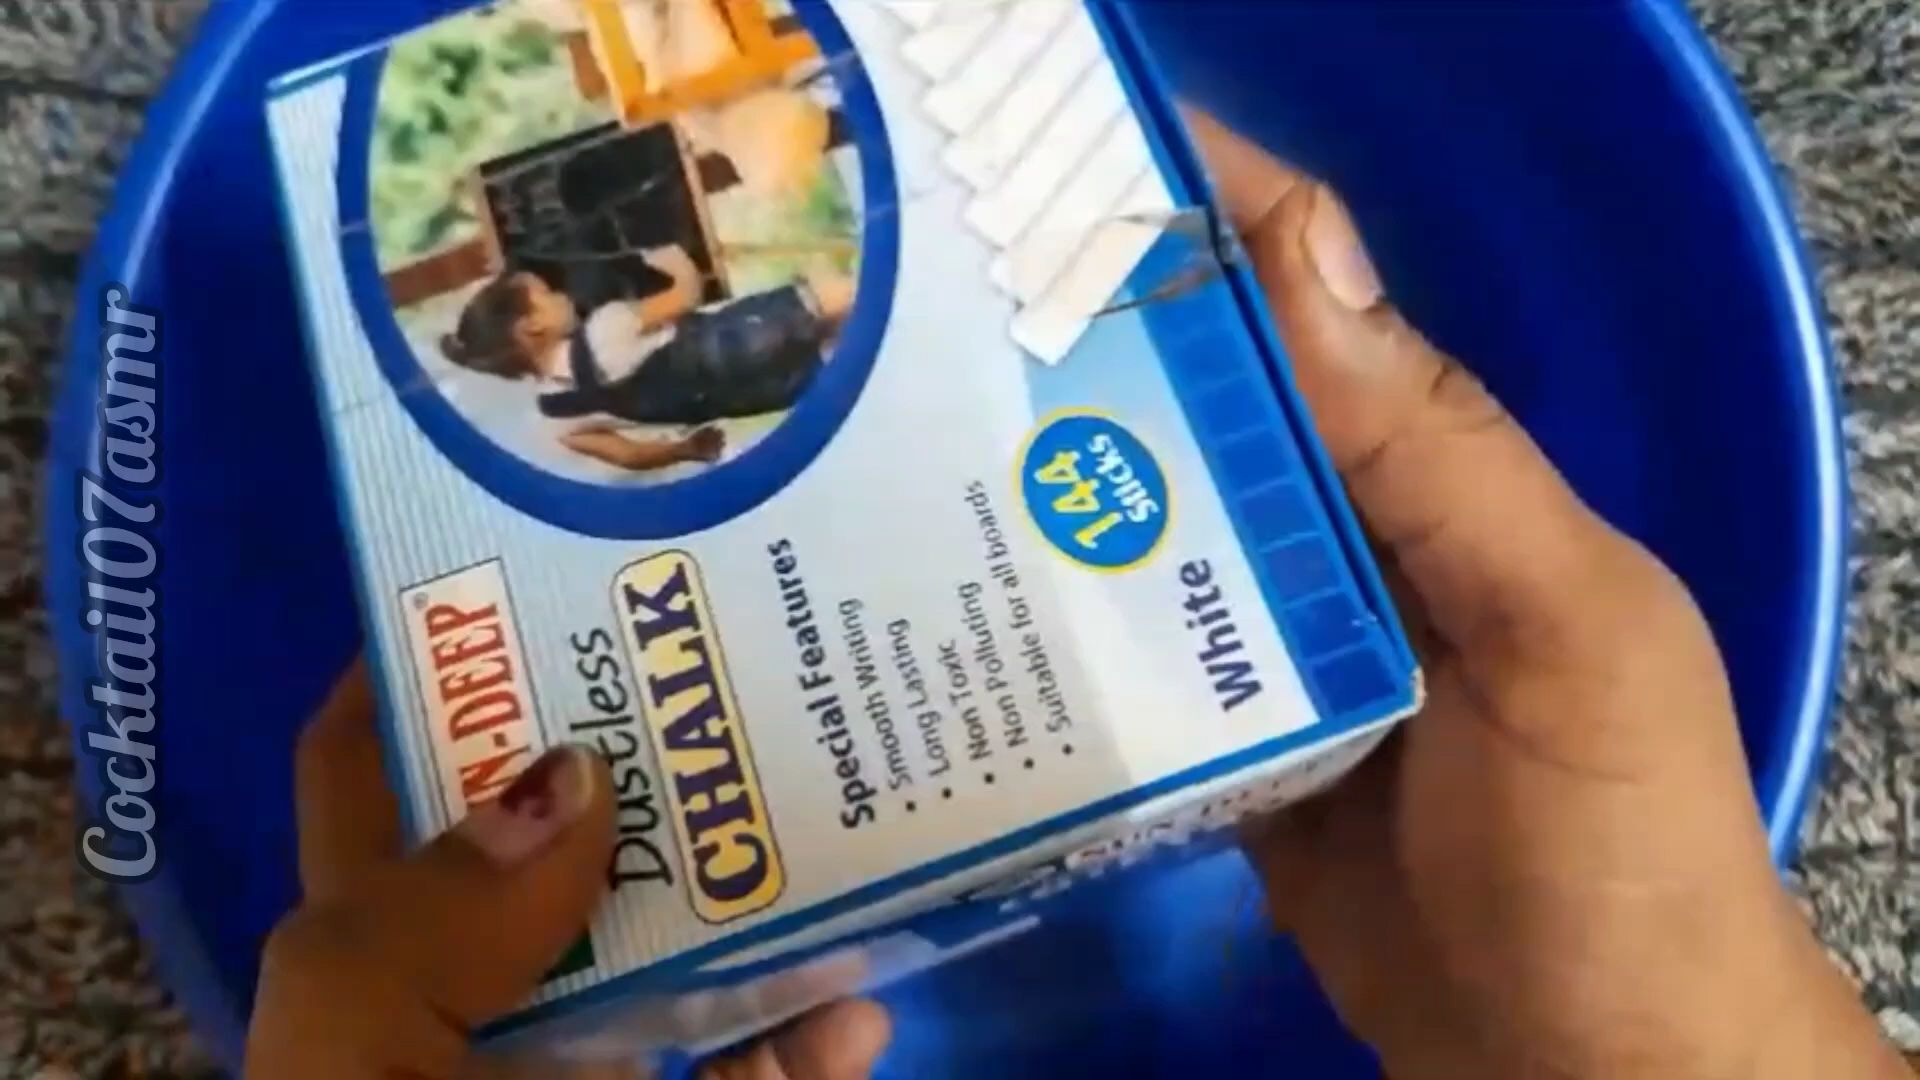 Cocktail07asmr
N-DEEP®
Dustless
CHALK
Special Features
• Smooth Writing
• Long Lasting
• Non Toxic
• Non Polluting
• Suitable for all boards
144
Sticks
White